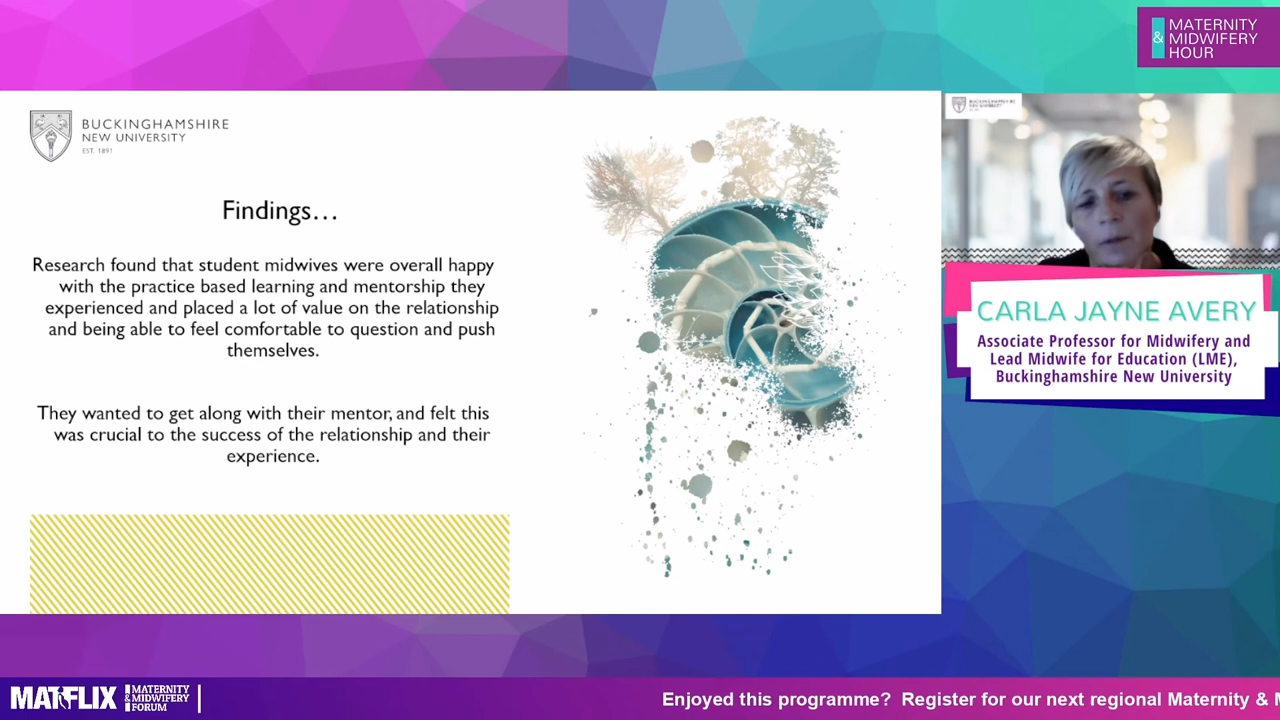 MATERNITY
& MIDWIFERY
HOUR
BUCKINGHAMSHIRE
NEW UNIVERSITY
EST. 1891
Findings...
Research found that student midwives were overall happy
with the practice based learning and mentorship they
experienced and placed a lot of value on the relationship
and being able to feel comfortable to question and push
themselves.
They wanted to get along with their mentor, and felt this
was crucial to the success of the relationship and their
experience.
CARLA JAYNE AVERY
Associate Professor for Midwifery and
Lead Midwife for Education (LME),
Buckinghamshire New University
MATFLIX
MATERNITY
& MIDWIFERY
FORUM
Enjoyed this programme? Register for our next regional Maternity &